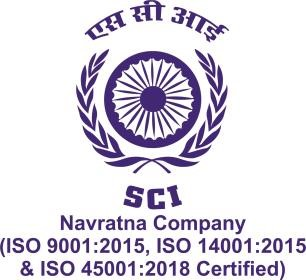 एस सी आई
SCI
Navratna Company
(ISO 9001:2015, ISO 14001:2015
& ISO 45001:2018 Certified)